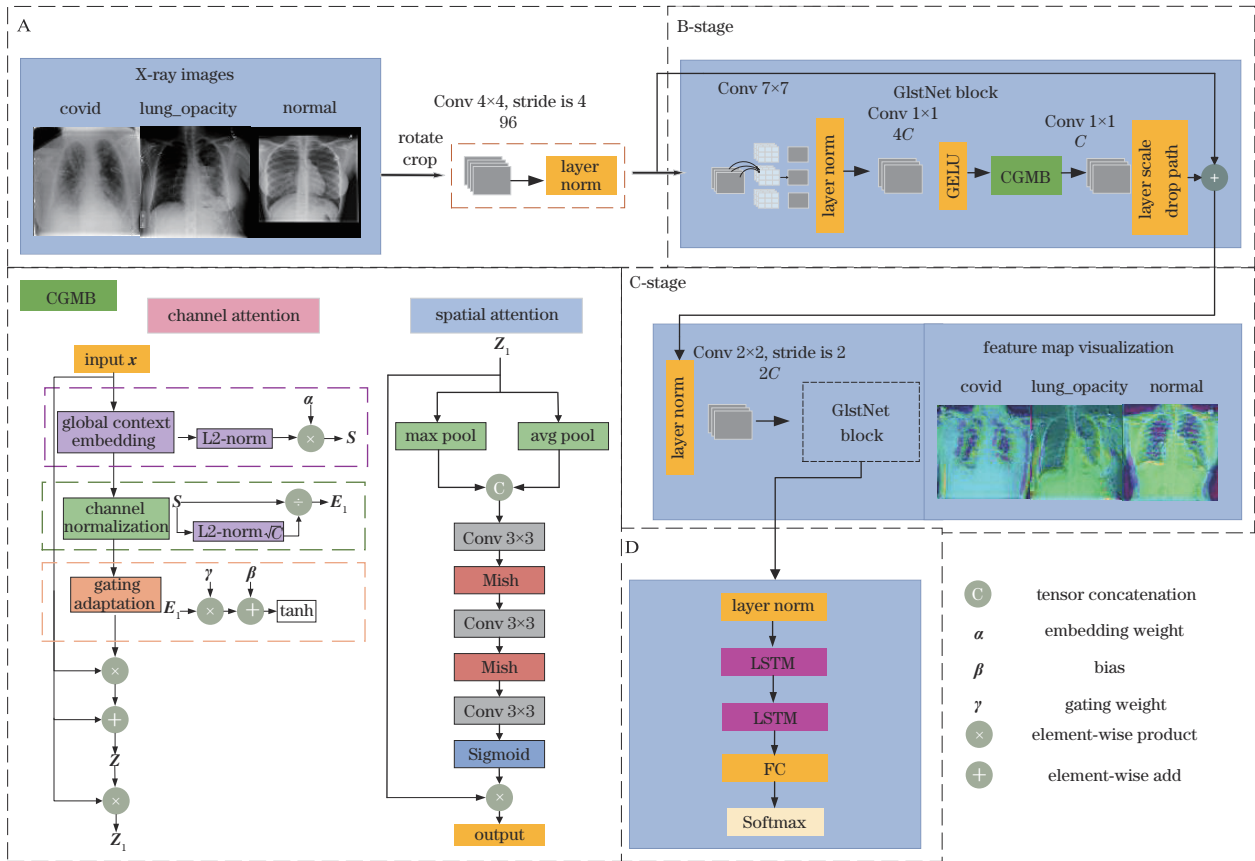 A
X-ray images
covid
lung_opacity
normal
rotate
crop
Conv 4×4, stride is 4
96
layer
norm
B-stage
Conv 7×7
GlstNet block
Conv 1×1
4C
Conv 1×1
C
layer norm
GELU
CGMB
layer scale
drop path
+
CGMB
channel attention
spatial attention
input x
global context
embedding
L2-norm
α
×
S
channel
normalization
S
L2-norm√C
÷
E₁
gating
adaptation
E₁
γ
×
β
+
tanh
×
+
Z
×
Z₁
Z₁
max pool
avg pool
C
Conv 3×3
Mish
Conv 3×3
Mish
Conv 3×3
Sigmoid
×
output
C-stage
layer norm
Conv 2×2, stride is 2
2C
GlstNet
block
feature map visualization
covid
lung_opacity
normal
D
layer norm
LSTM
LSTM
FC
Softmax
C tensor concatenation
α embedding weight
β bias
γ gating weight
× element-wise product
+ element-wise add